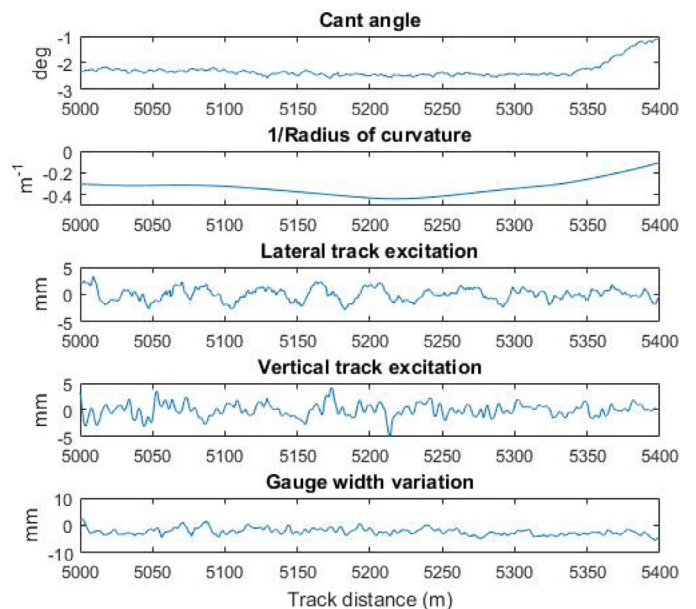 Cant angle
deg
-1
-2
-3
5000 5050 5100 5150 5200 5250 5300 5350 5400
1/Radius of curvature
m-1
0
-0.2
-0.4
5000 5050 5100 5150 5200 5250 5300 5350 5400
Lateral track excitation
mm
5
0
-5
5000 5050 5100 5150 5200 5250 5300 5350 5400
Vertical track excitation
mm
5
0
-5
5000 5050 5100 5150 5200 5250 5300 5350 5400
Gauge width variation
mm
10
0
-10
5000 5050 5100 5150 5200 5250 5300 5350 5400
Track distance (m)